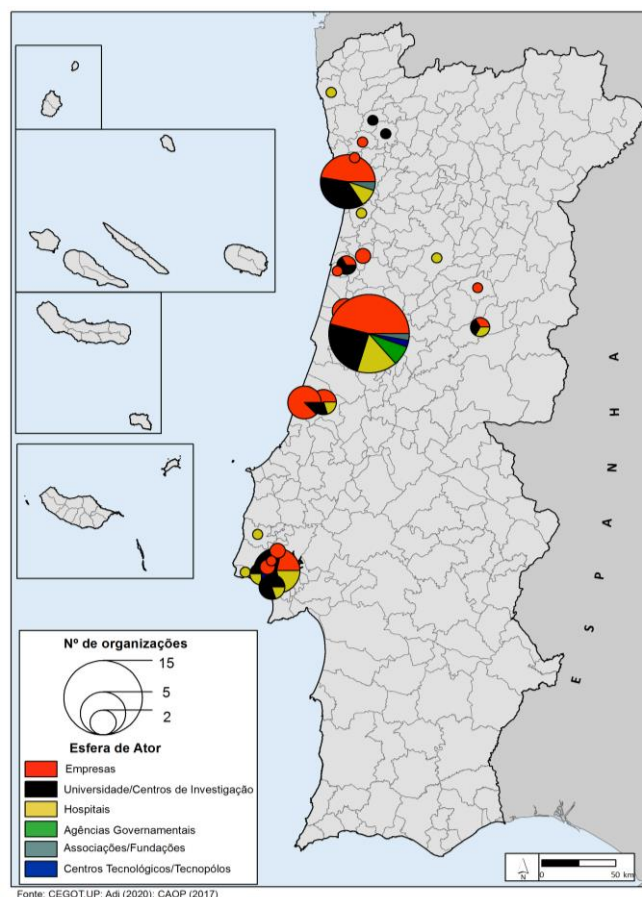 ESPANHA
Nº de organizações
15
5
2
Esfera de Ator
Empresas
Universidade/Centros de Investigação
Hospitais
Agências Governamentais
Associações/Fundações
Centros Tecnológicos/Tecnopólos
N
0
50 km
Fonte: CEGOT.UP; Adi (2020); CAOP (2017)